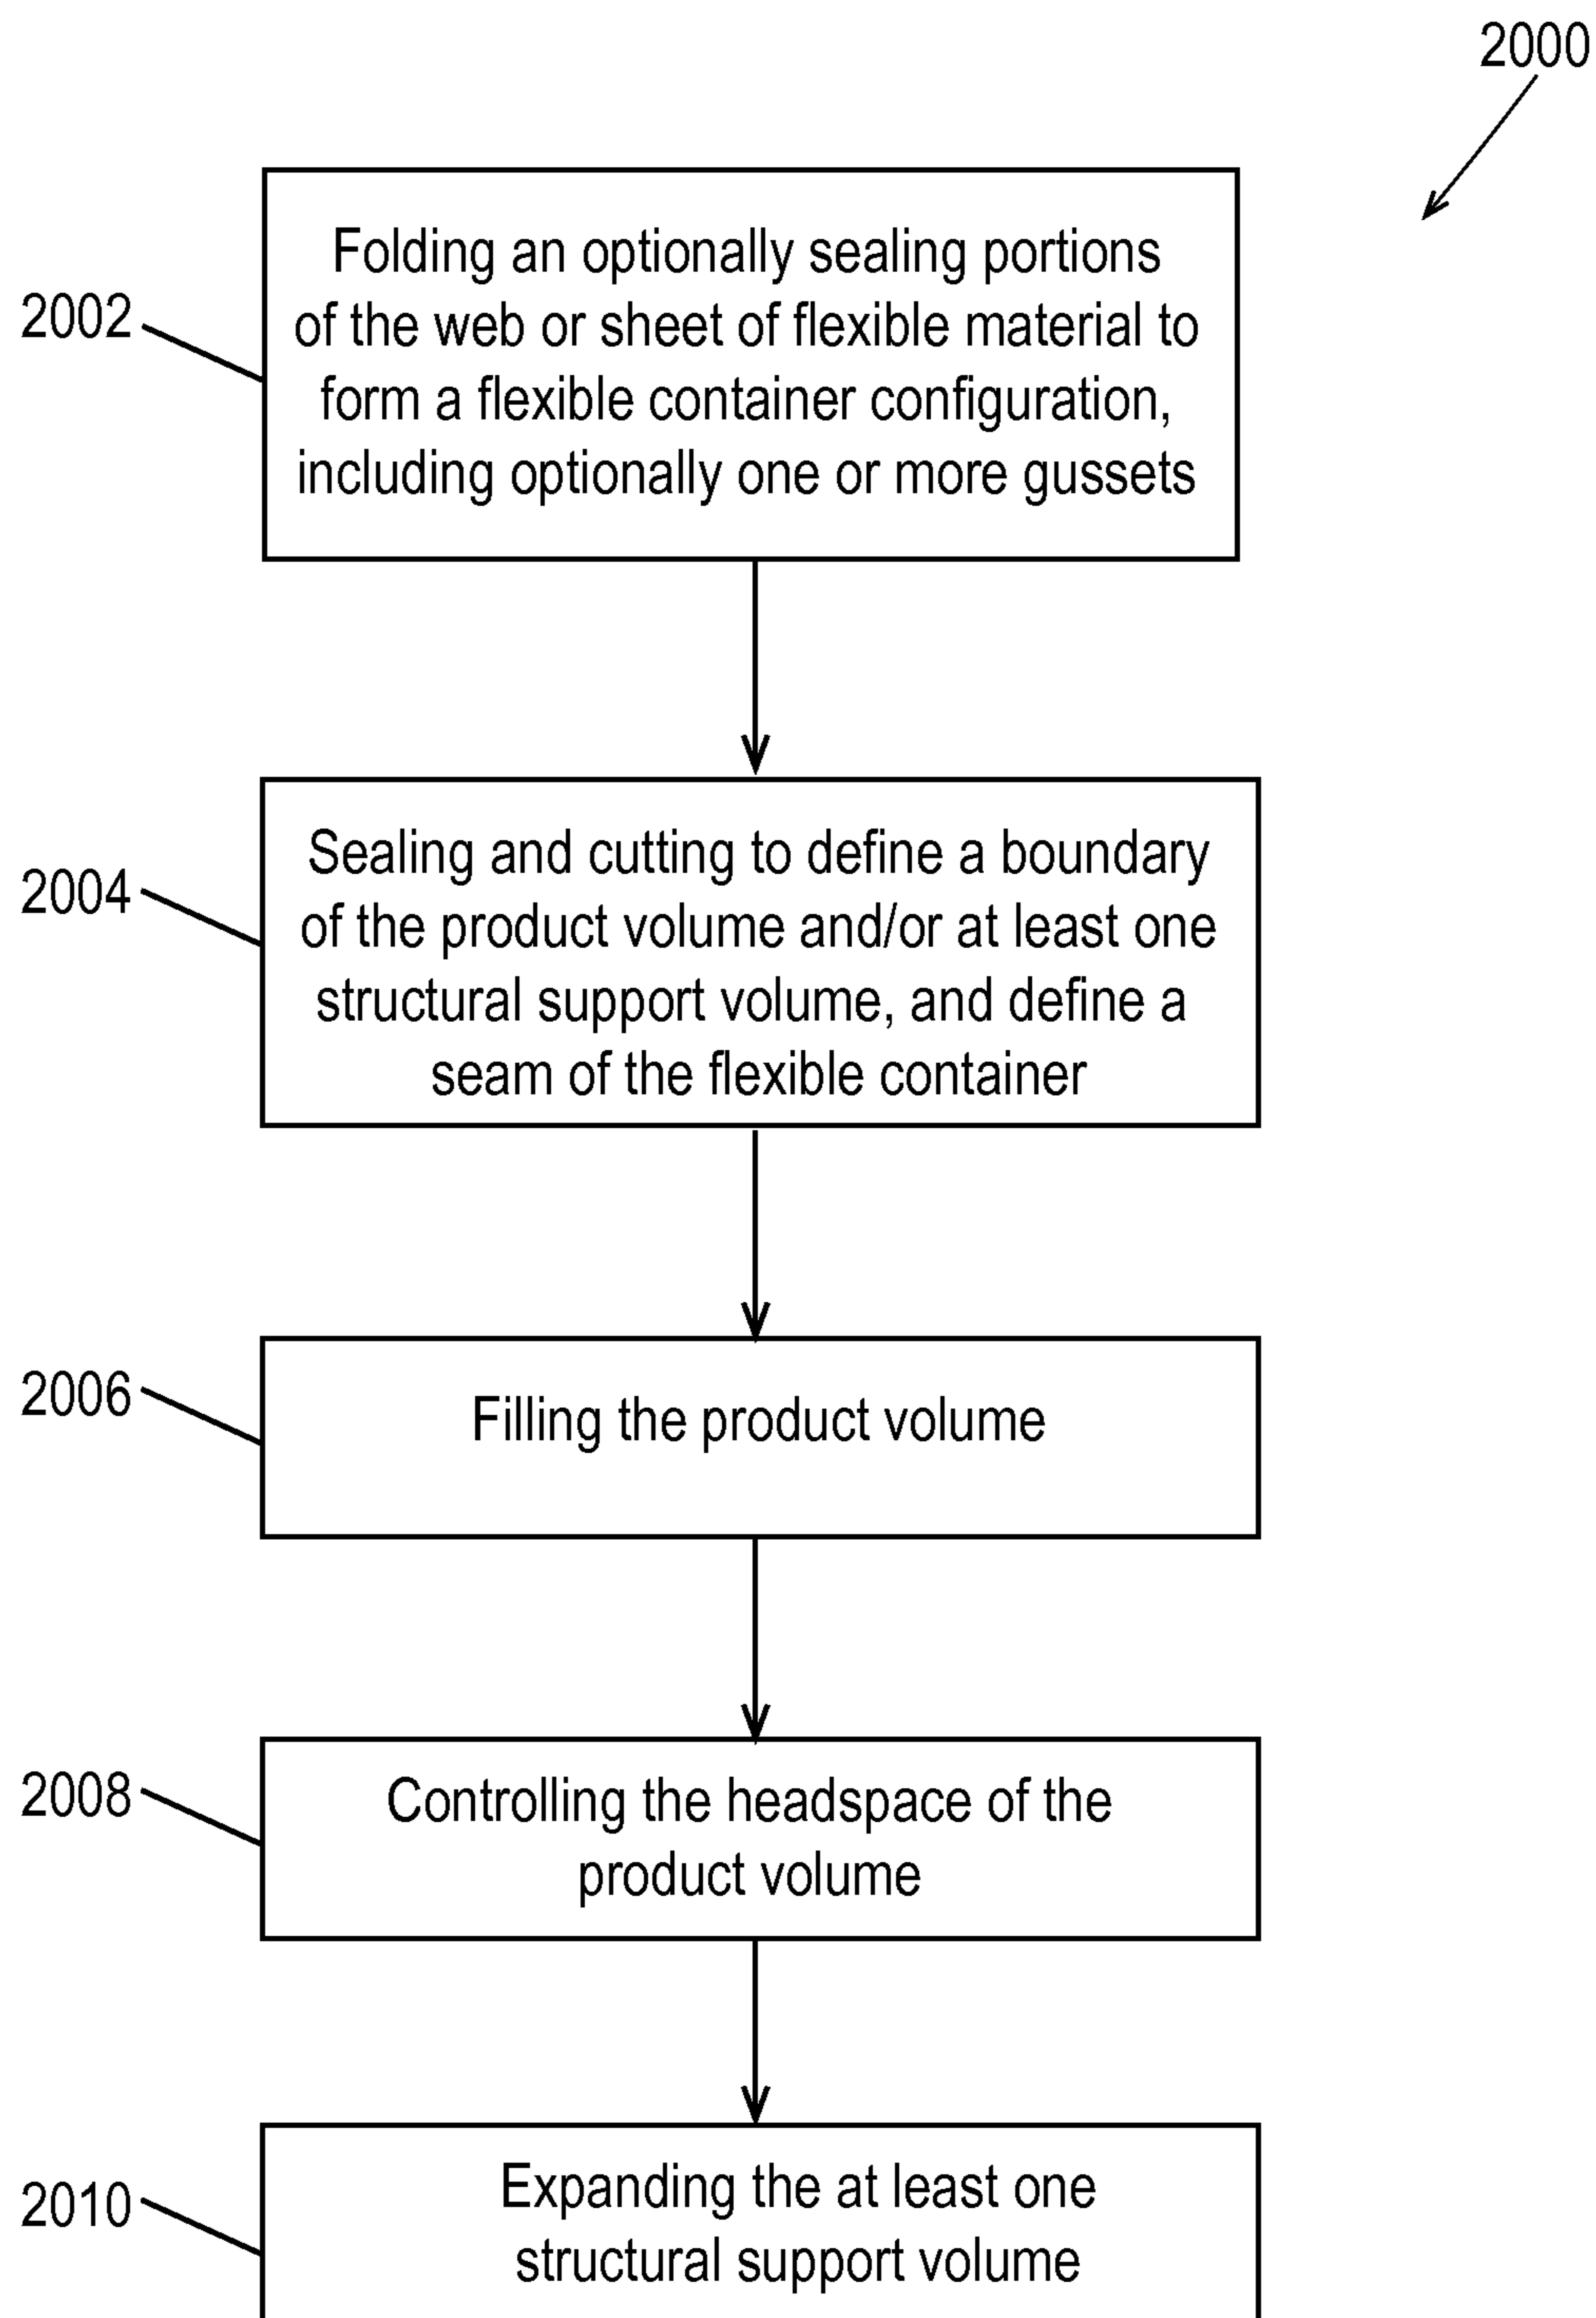 2000
2002
Folding an optionally sealing portions
of the web or sheet of flexible material to
form a flexible container configuration,
including optionally one or more gussets
2004
Sealing and cutting to define a boundary
of the product volume and/or at least one
structural support volume, and define a
seam of the flexible container
2006
Filling the product volume
2008
Controlling the headspace of the
product volume
2010
Expanding the at least one
structural support volume